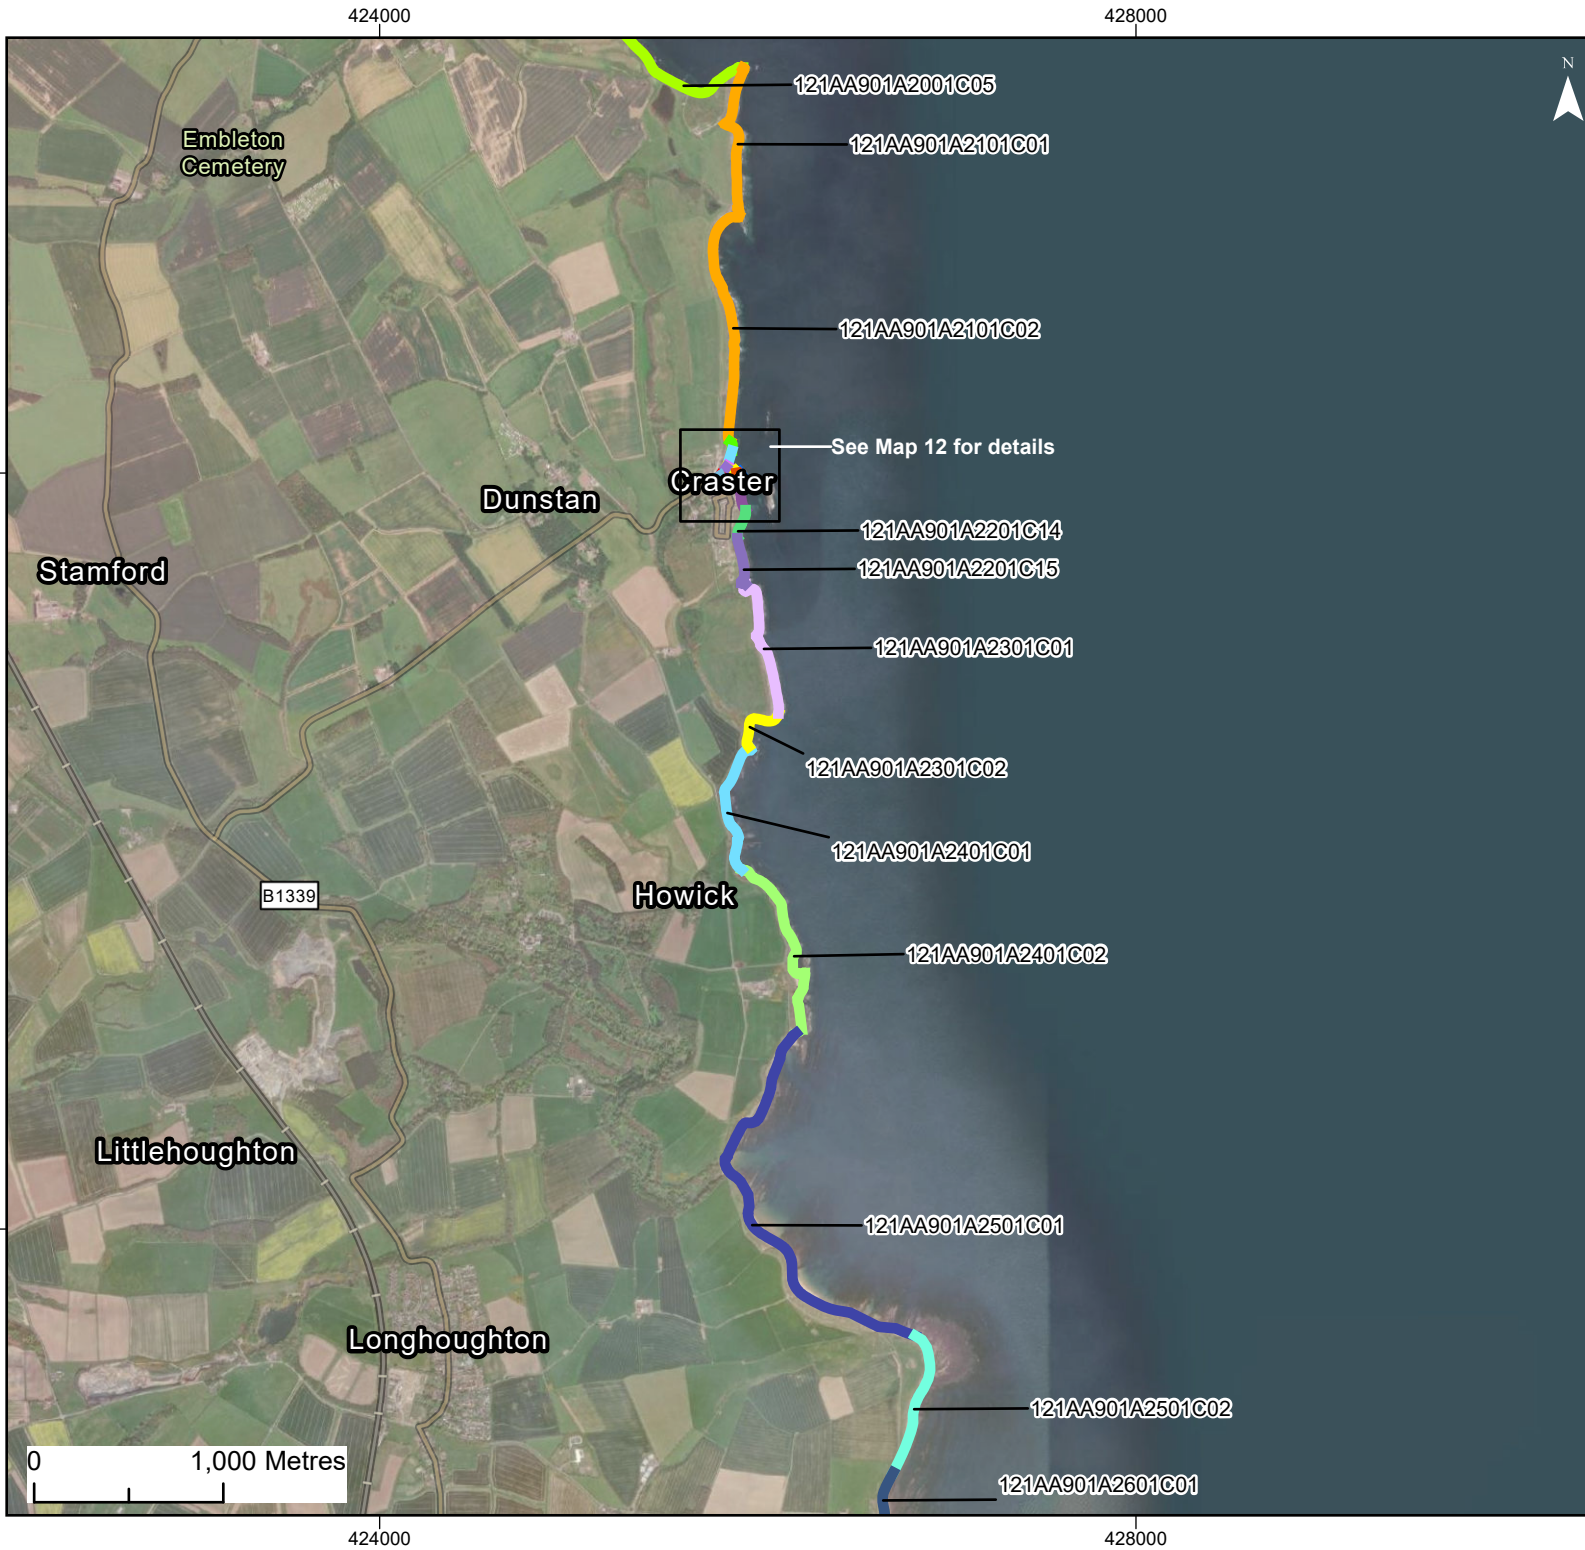 424000
428000
N
121AA901A2001C05
Embleton
Cemetery
121AA901A2101C01
121AA901A2101C02
See Map 12 for details
Craster
Dunstan
121AA901A2201C14
121AA901A2201C15
Stamford
121AA901A2301C01
121AA901A2301C02
121AA901A2401C01
B1339
Howick
121AA901A2401C02
Littlehoughton
121AA901A2501C01
Longhoughton
121AA901A2501C02
0
1,000 Metres
121AA901A2601C01
424000
428000